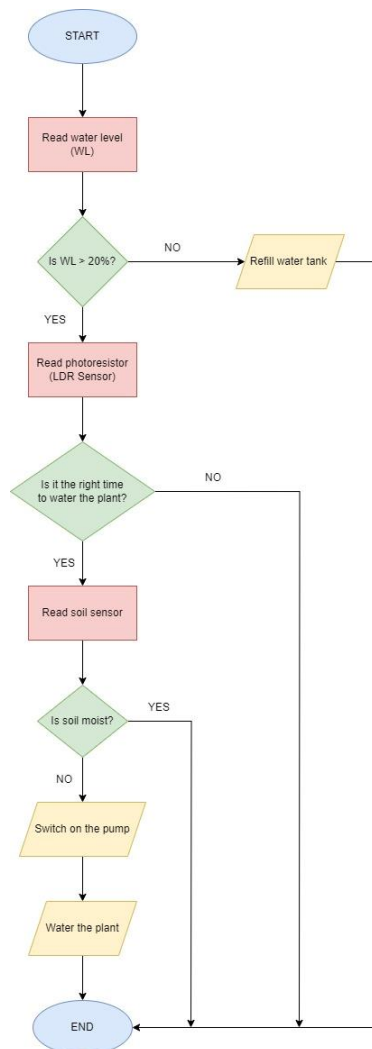 START
Read water level
(WL)
Is WL > 20%?
NO
Refill water tank
YES
Read photoresistor
(LDR Sensor)
Is it the right time
to water the plant?
NO
YES
Read soil sensor
Is soil moist?
YES
NO
Switch on the pump
Water the plant
END